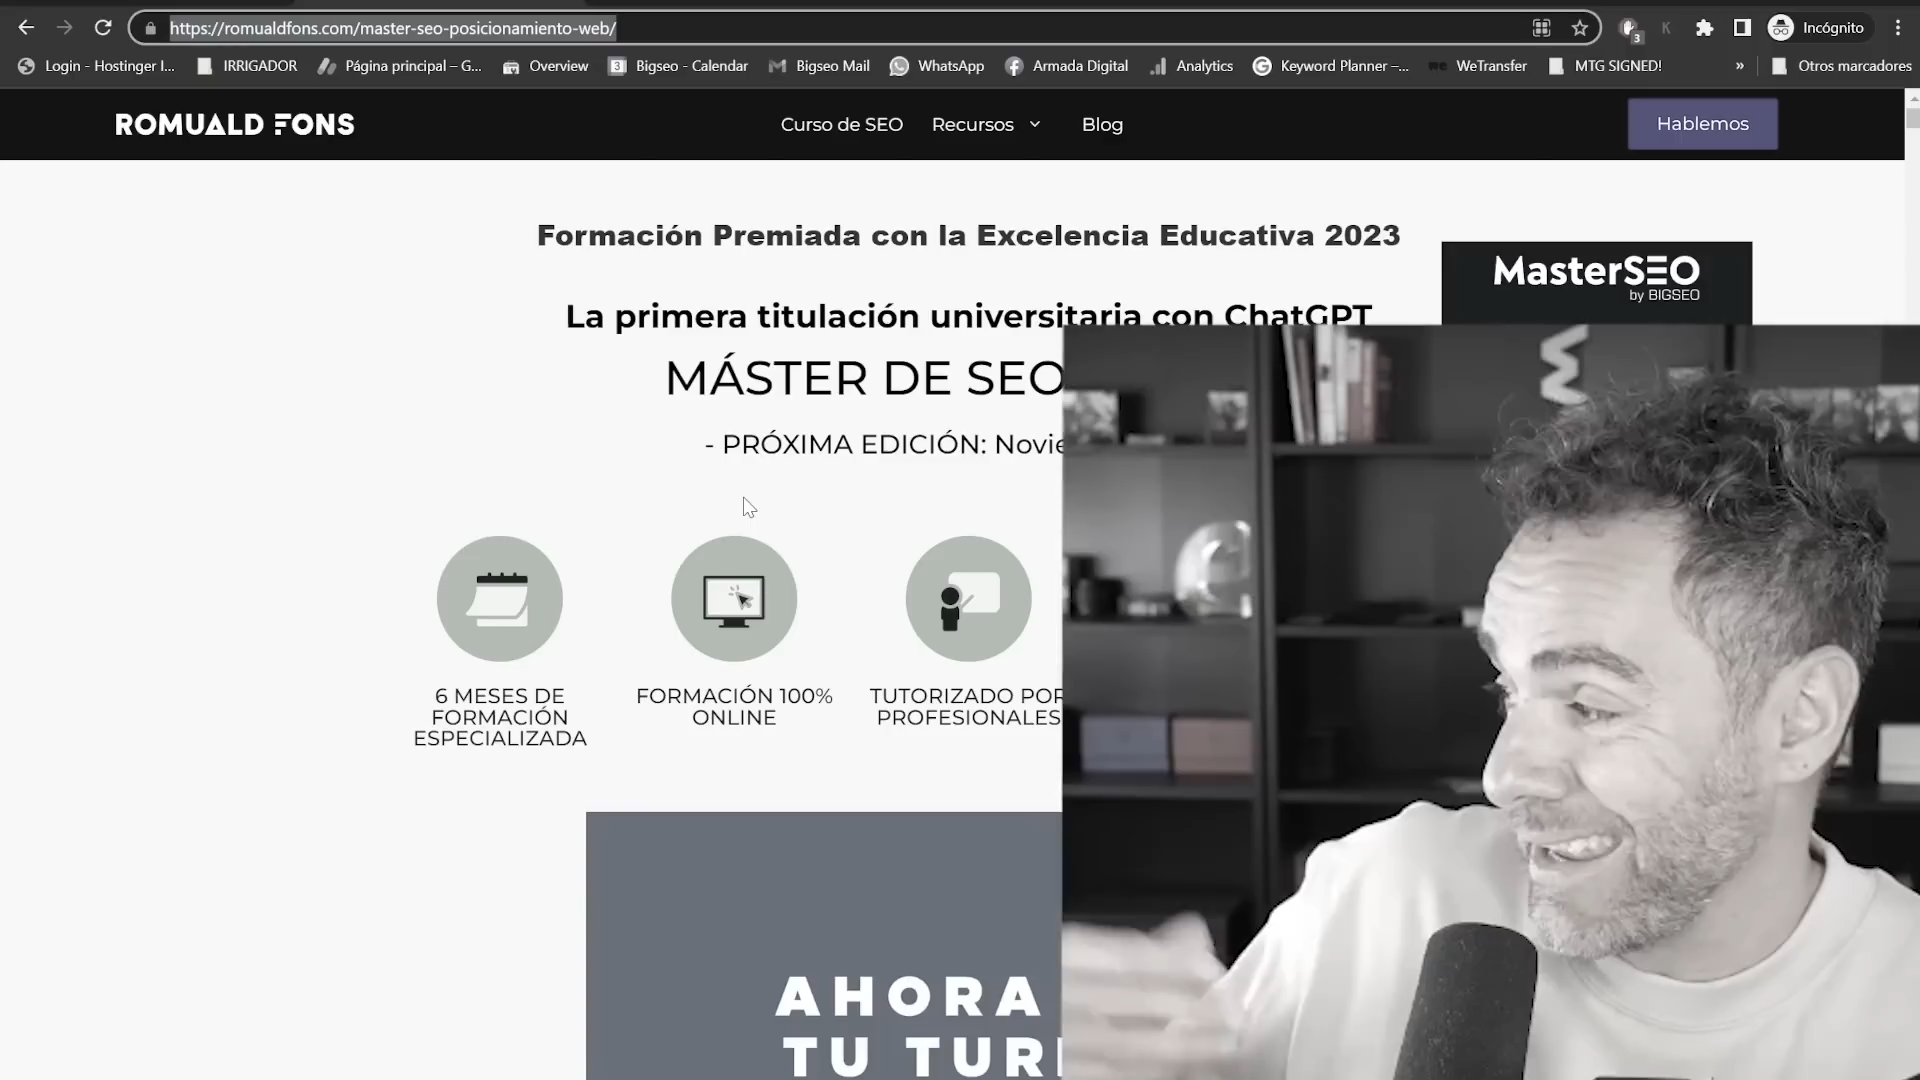 https://romualdfons.com/master-seo-posicionamiento-web/
3
K
Incógnito
Login - Hostinger I...
IRRIGADOR
Página principal – G...
Overview
3
Bigseo - Calendar
Bigseo Mail
WhatsApp
Armada Digital
Analytics
G
Keyword Planner –...
we
WeTransfer
MTG SIGNED!
»
Otros marcadores
ROMUALD FONS
Curso de SEO
Recursos
Blog
Hablemos
Formación Premiada con la Excelencia Educativa 2023
MasterSEO
by BIGSEO
La primera titulación universitaria con ChatGPT
MÁSTER DE SEO
- PRÓXIMA EDICIÓN: Novie
6 MESES DE
FORMACIÓN
ESPECIALIZADA
FORMACIÓN 100%
ONLINE
TUTORIZADO POR
PROFESIONALES
AHORA
TU TUR